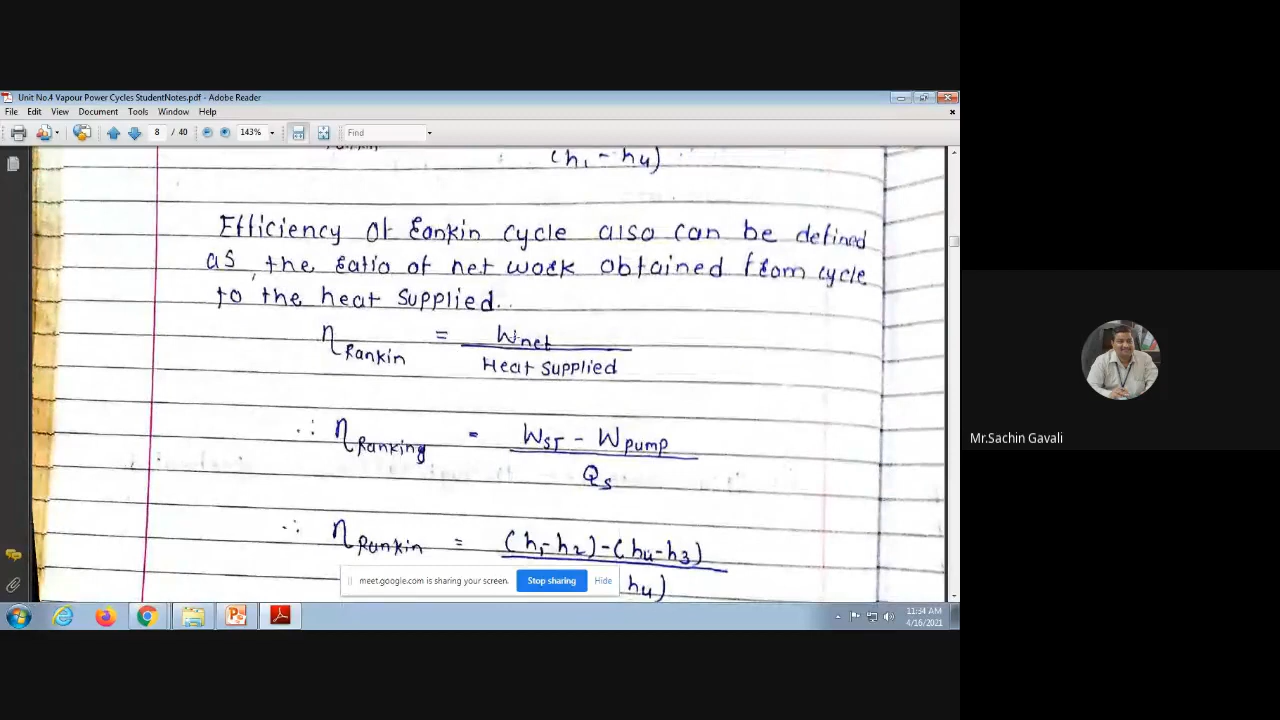 Unit No.4 Vapour Power Cycles StudentNotes.pdf - Adobe Reader
File Edit View Document Tools Window Help
8 / 40 143% Find
(h₁ - h₄)
Efficiency of Rankin cycle also can be defined
as, the ratio of net work obtained from cycle
to the heat supplied.
η Rankin = Wnet / Heat supplied
∴ η Ranking = WST - Wpump / Qs
∴ η Rankin = (h₁-h₂)-(h₄-h₃)
h₄)
meet.google.com is sharing your screen. Stop sharing Hide
Mr.Sachin Gavali
11:34 AM
4/16/2021